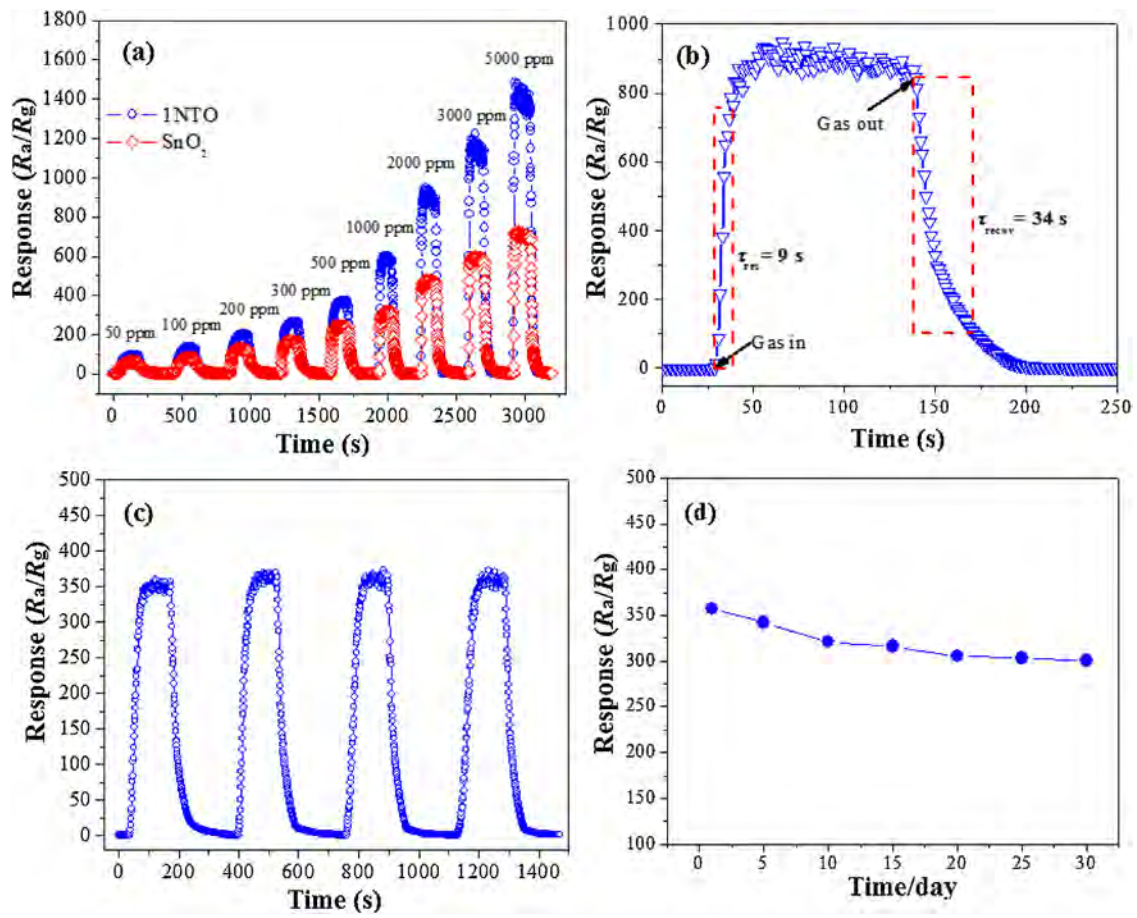 (a)
5000 ppm
3000 ppm
2000 ppm
1000 ppm
500 ppm
300 ppm
200 ppm
100 ppm
50 ppm
1NTO
SnO2
Response (Ra/Rg)
1800
1600
1400
1200
1000
800
600
400
200
0
0 500 1000 1500 2000 2500 3000
Time (s)
(b)
Gas out
Gas in
τres = 9 s
τrecov = 34 s
Response (Ra/Rg)
1000
800
600
400
200
0
0 50 100 150 200 250
Time (s)
(c)
Response (Ra/Rg)
500
450
400
350
300
250
200
150
100
50
0
0 200 400 600 800 1000 1200 1400
Time (s)
(d)
Response (Ra/Rg)
500
450
400
350
300
250
200
150
100
0 5 10 15 20 25 30
Time/day